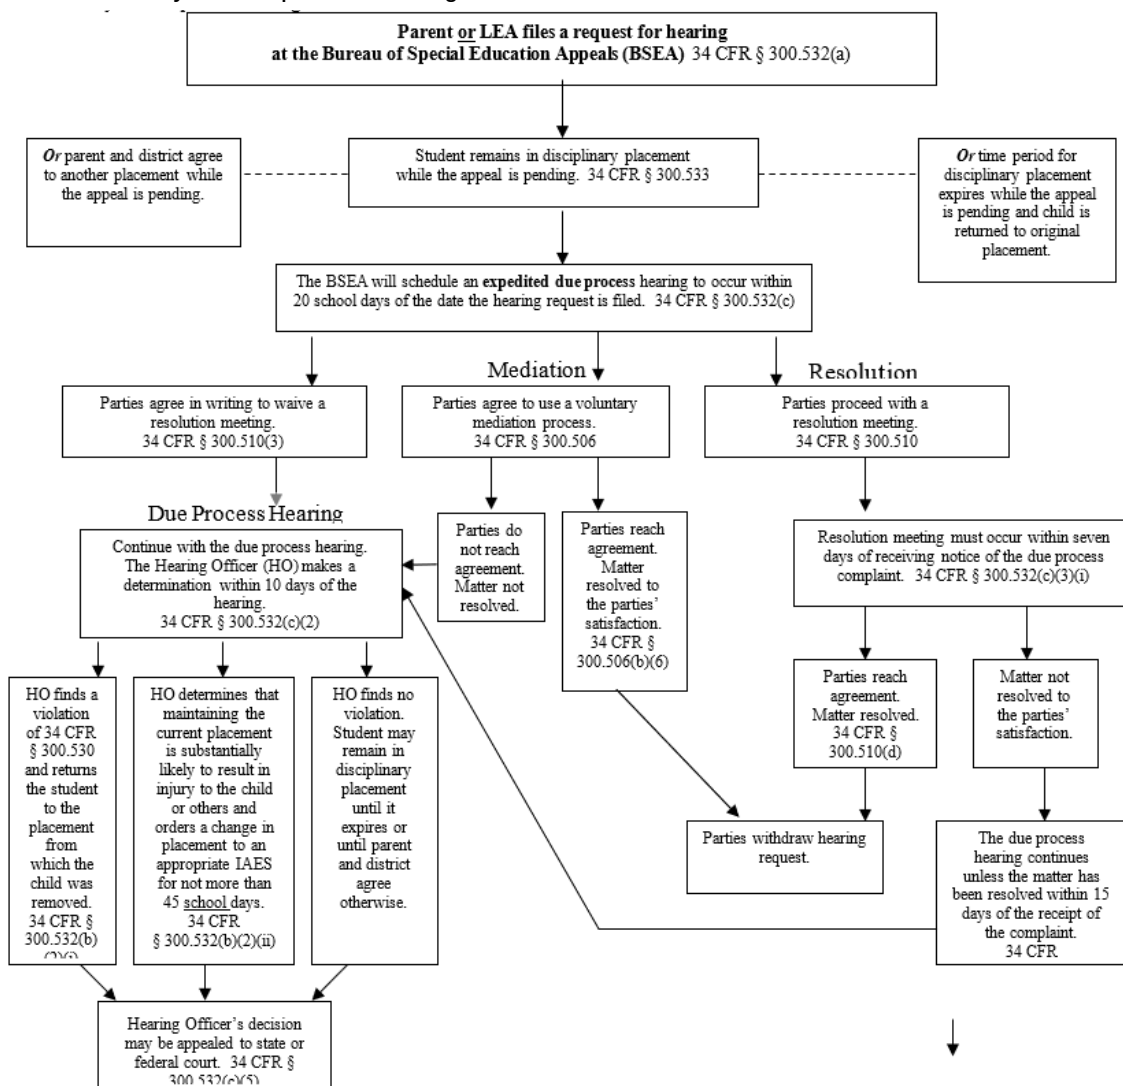 Parent or LEA files a request for hearing
at the Bureau of Special Education Appeals (BSEA) 34 CFR § 300.532(a)
Or parent and district agree
to another placement while
the appeal is pending.
Student remains in disciplinary placement
while the appeal is pending. 34 CFR § 300.533
Or time period for
disciplinary placement
expires while the appeal
is pending and child is
returned to original
placement.
The BSEA will schedule an expedited due process hearing to occur within
20 school days of the date the hearing request is filed. 34 CFR § 300.532(c)
Mediation
Resolution
Parties agree in writing to waive a
resolution meeting.
34 CFR § 300.510(3)
Parties agree to use a voluntary
mediation process.
34 CFR § 300.506
Parties proceed with a
resolution meeting.
34 CFR § 300.510
Due Process Hearing
Continue with the due process hearing.
The Hearing Officer (HO) makes a
determination within 10 days of the
hearing.
34 CFR § 300.532(c)(2)
Parties do
not reach
agreement.
Matter not
resolved.
Parties reach
agreement.
Matter
resolved to
the parties'
satisfaction.
34 CFR §
300.506(b)(6)
Resolution meeting must occur within seven
days of receiving notice of the due process
complaint. 34 CFR § 300.532(c)(3)(i)
HO finds a
violation
of 34 CFR
§ 300.530
and returns
the student
to the
placement
from
which the
child was
removed.
34 CFR §
300.532(b)
(2)(i)
HO determines that
maintaining the
current placement
is substantially
likely to result in
injury to the child
or others and
orders a change in
placement to an
appropriate IAES
for not more than
45 school days.
34 CFR
§ 300.532(b)(2)(ii)
HO finds no
violation.
Student may
remain in
disciplinary
placement
until it
expires or
until parent
and district
agree
otherwise.
Parties reach
agreement.
Matter resolved.
34 CFR §
300.510(d)
Matter not
resolved to
the parties'
satisfaction.
Parties withdraw hearing
request.
The due process
hearing continues
unless the matter has
been resolved within 15
days of the receipt of
the complaint.
34 CFR
Hearing Officer's decision
may be appealed to state or
federal court. 34 CFR §
300.532(c)(5)